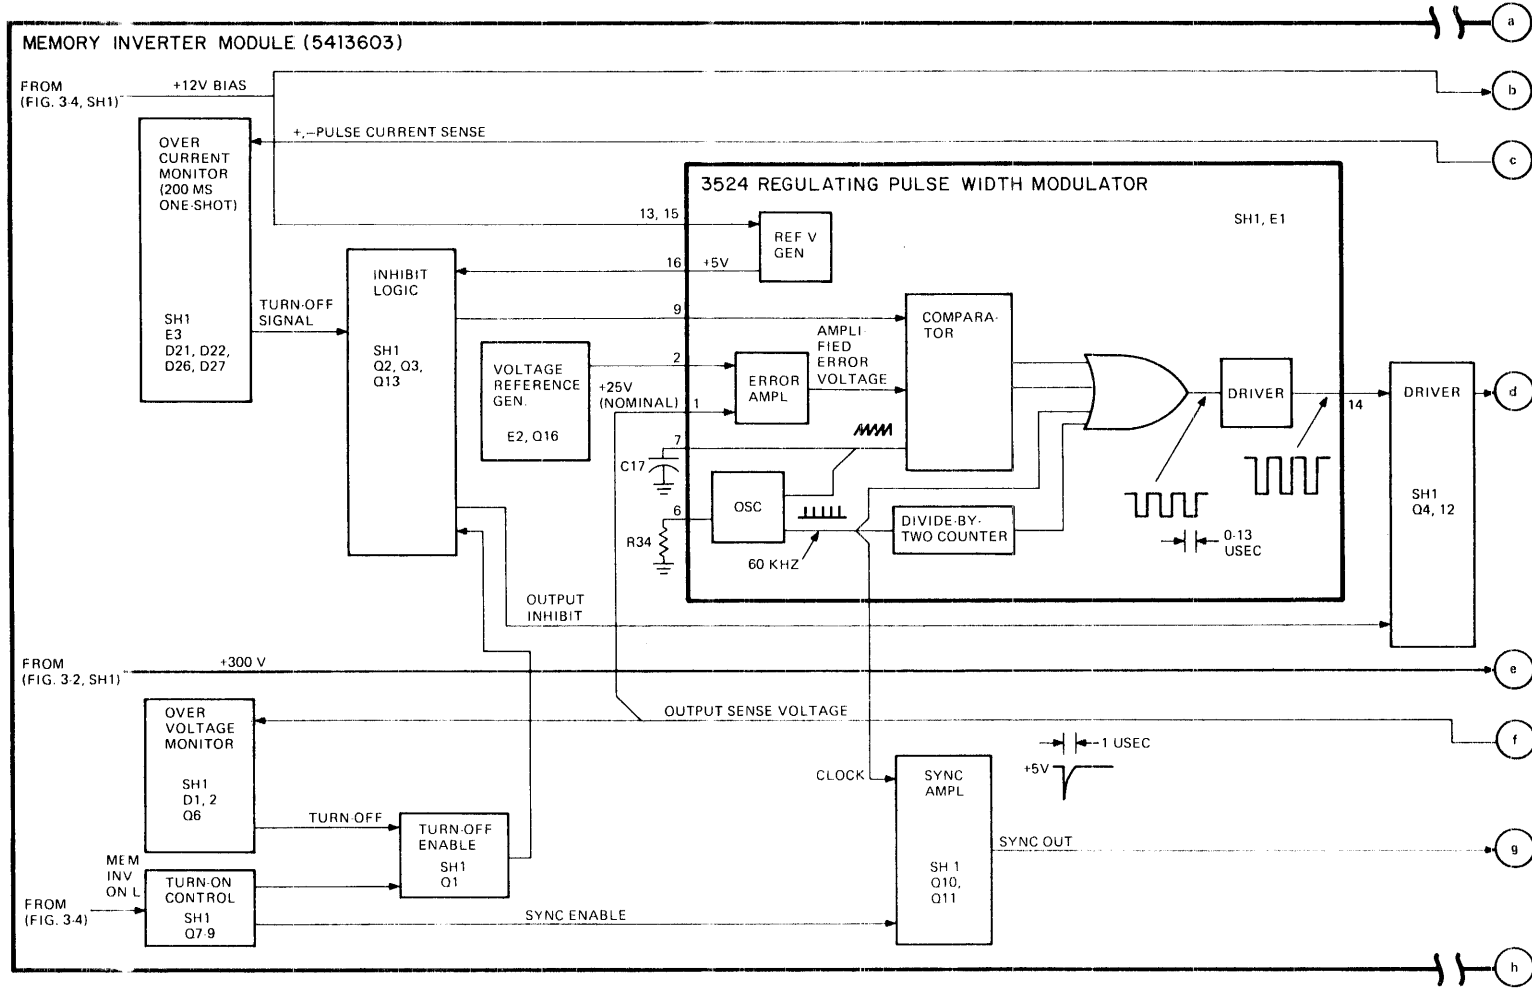 MEMORY INVERTER MODULE (5413603)
a
FROM
(FIG. 3-4, SH1)
+12V BIAS
b
OVER
CURRENT
MONITOR
(200 MS
ONE-SHOT)
SH1
E3
D21, D22,
D26, D27
+,-PULSE CURRENT SENSE
c
3524 REGULATING PULSE WIDTH MODULATOR
SH1, E1
13, 15
REF V
GEN
16
+5V
INHIBIT
LOGIC
SH1
Q2, Q3,
Q13
TURN-OFF
SIGNAL
9
COMPARA-
TOR
VOLTAGE
REFERENCE
GEN.
E2, Q16
2
+25V
(NOMINAL)
1
ERROR
AMPL
AMPLI-
FIED
ERROR
VOLTAGE
DRIVER
14
DRIVER
SH1
Q4, 12
d
7
C17
OSC
6
R34
60 KHZ
DIVIDE-BY-
TWO COUNTER
0-13
USEC
OUTPUT
INHIBIT
FROM
(FIG. 3-2, SH1)
+300 V
e
OVER
VOLTAGE
MONITOR
SH1
D1, 2
Q6
OUTPUT SENSE VOLTAGE
f
1 USEC
+5V
CLOCK
SYNC
AMPL
SH 1
Q10,
Q11
TURN-OFF
TURN-OFF
ENABLE
SH1
Q1
SYNC OUT
g
MEM
INV
ON L
FROM
(FIG. 3-4)
TURN-ON
CONTROL
SH1
Q7-9
SYNC ENABLE
h